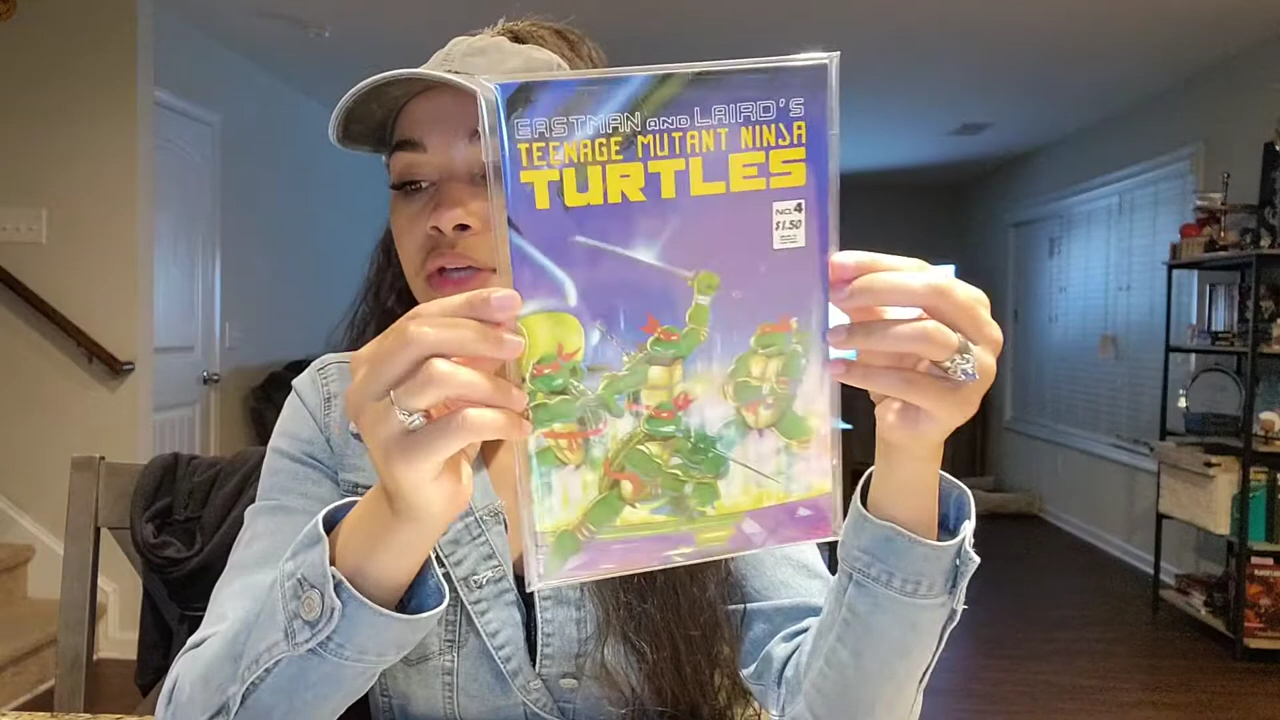 EASTMAN AND LAIRD'S
TEENAGE MUTANT NINJA
TURTLES
NO.4
$1.50